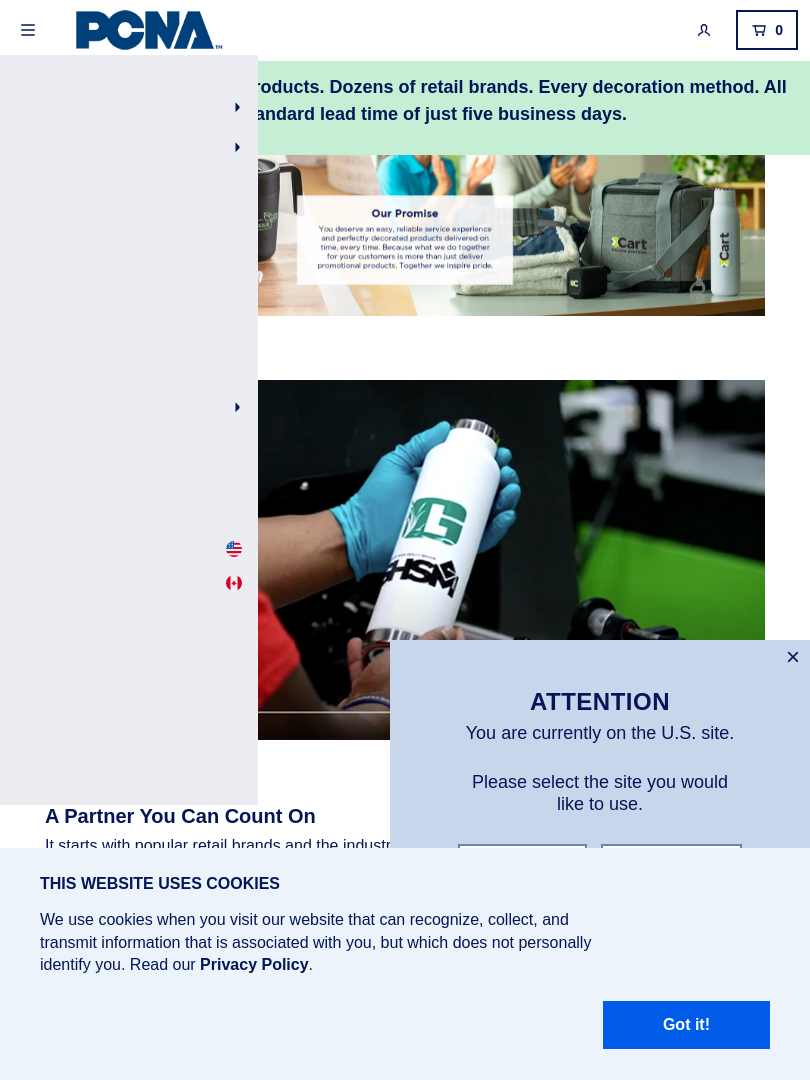 PCNA TM
0
roducts. Dozens of retail brands. Every decoration method. All
andard lead time of just five business days.
Our Promise
You deserve an easy, reliable service experience
and perfectly decorated products delivered on
time, every time. Because what we do together
for your customers is more than just deliver
promotional products. Together we inspire pride.
XCart
XCart
G
GHSM
ATTENTION
You are currently on the U.S. site.
Please select the site you would
like to use.
A Partner You Can Count On
It starts with popular retail brands and the industr
THIS WEBSITE USES COOKIES
We use cookies when you visit our website that can recognize, collect, and
transmit information that is associated with you, but which does not personally
identify you. Read our Privacy Policy.
Got it!